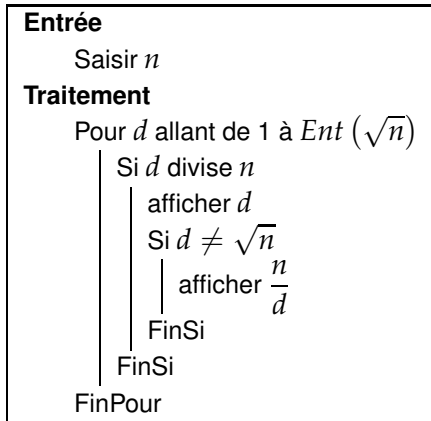 Entrée
Saisir n
Traitement
Pour d allant de 1 à Ent (√n)
Si d divise n
afficher d
Si d ≠ √n
afficher n/d
FinSi
FinSi
FinPour